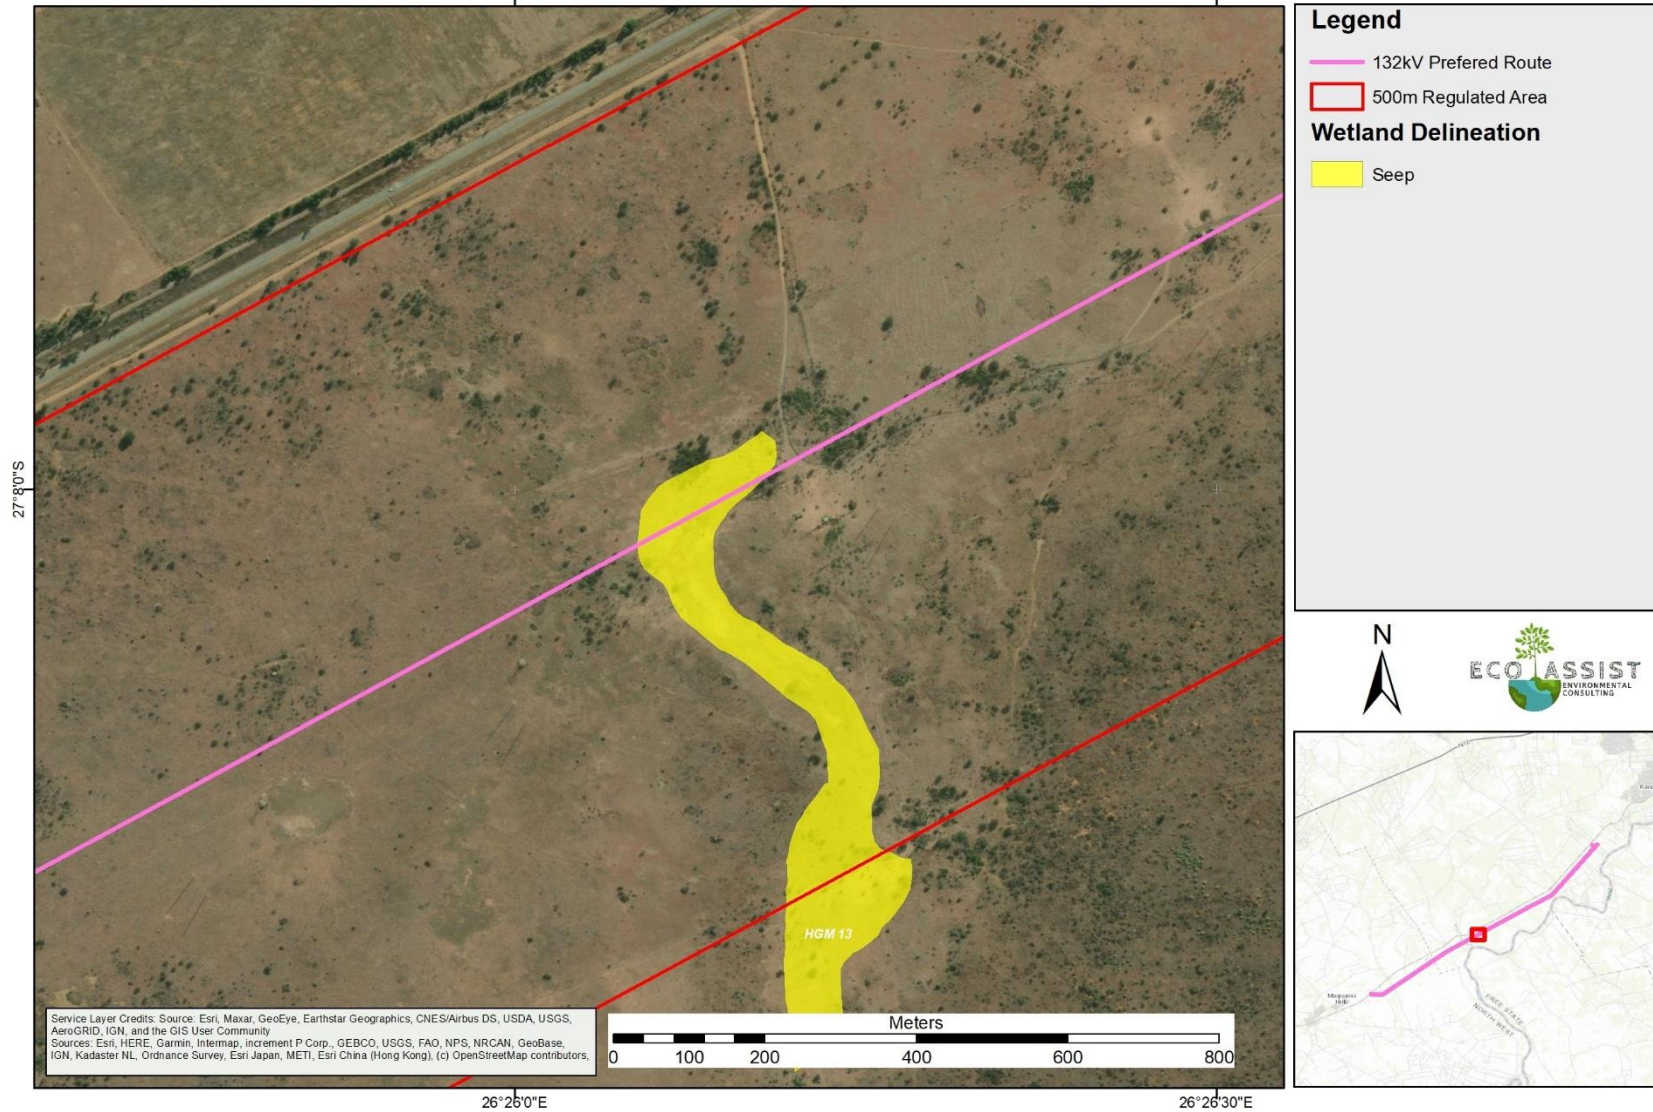 Legend
132kV Prefered Route
500m Regulated Area
Wetland Delineation
Seep
27°8'0"S
HGM 13
Service Layer Credits: Source: Esri, Maxar, GeoEye, Earthstar Geographics, CNES/Airbus DS, USDA, USGS,
AeroGRID, IGN, and the GIS User Community
Sources: Esri, HERE, Garmin, Intermap, increment P Corp., GEBCO, USGS, FAO, NPS, NRCAN, GeoBase,
IGN, Kadaster NL, Ordnance Survey, Esri Japan, METI, Esri China (Hong Kong), (c) OpenStreetMap contributors,
Meters
0 100 200 400 600 800
26°26'0"E
26°26'30"E
N
ECO ASSIST
ENVIRONMENTAL
CONSULTING
FREE STATE
NORTH WEST